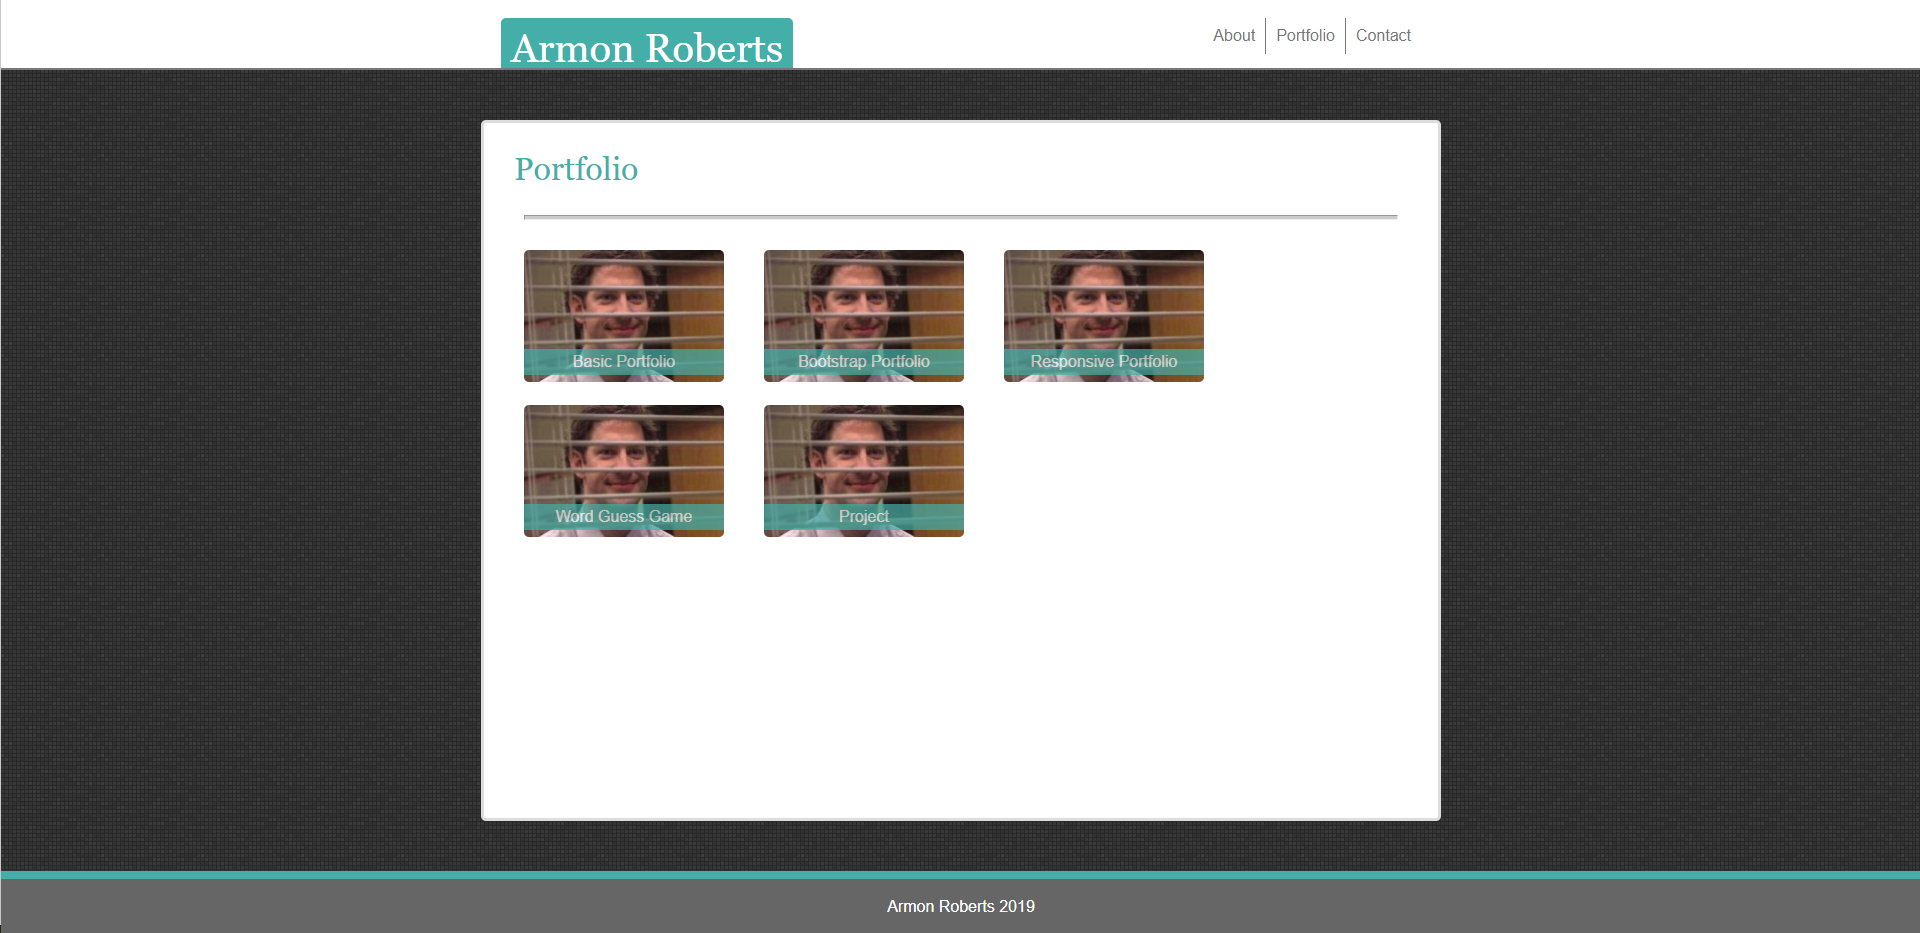 Armon Roberts
About
Portfolio
Contact
Portfolio
Basic Portfolio
Bootstrap Portfolio
Responsive Portfolio
Word Guess Game
Project
Armon Roberts 2019